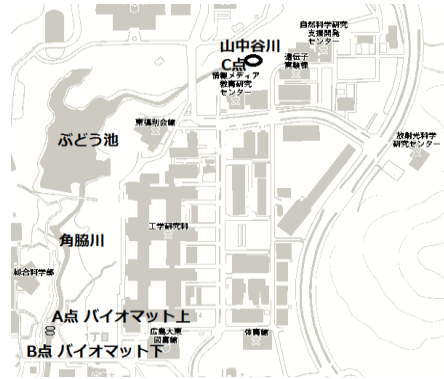 自然科学研究
支援開発
センター
山中谷川
遺伝子
実験棟
C点
情報メディア
教育研究
センター
東福利会館
放射光科学
研究センター
ぶどう池
工学研究科
角脇川
総合科学部
A点 バイオマット上
広島大東
図書館
体育館
B点 バイオマット下